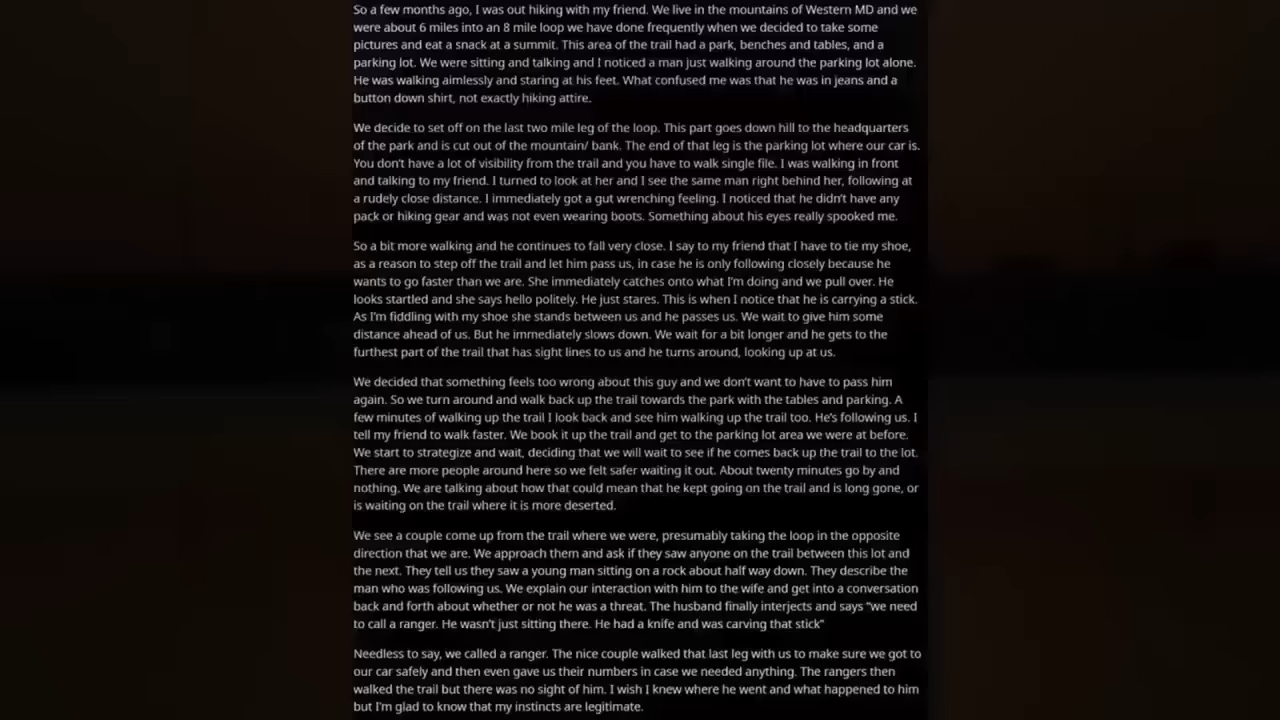 So a few months ago, I was out hiking with my friend. We live in the mountains of Western MD and we
were about 6 miles into an 8 mile loop we have done frequently when we decided to take some
pictures and eat a snack at a summit. This area of the trail had a park, benches and tables, and a
parking lot. We were sitting and talking and I noticed a man just walking around the parking lot alone.
He was walking aimlessly and staring at his feet. What confused me was that he was in jeans and a
button down shirt, not exactly hiking attire.
We decide to set off on the last two mile leg of the loop. This part goes down hill to the headquarters
of the park and is cut out of the mountain/ bank. The end of that leg is the parking lot where our car is.
You don't have a lot of visibility from the trail and you have to walk single file. I was walking in front
and talking to my friend. I turned to look at her and I see the same man right behind her, following at
a rudely close distance. I immediately got a gut wrenching feeling. I noticed that he didn't have any
pack or hiking gear and was not even wearing boots. Something about his eyes really spooked me.
So a bit more walking and he continues to fall very close. I say to my friend that I have to tie my shoe,
as a reason to step off the trail and let him pass us, in case he is only following closely because he
wants to go faster than we are. She immediately catches onto what I'm doing and we pull over. He
looks startled and she says hello politely. He just stares. This is when I notice that he is carrying a stick.
As I'm fiddling with my shoe she stands between us and he passes us. We wait to give him some
distance ahead of us. But he immediately slows down. We wait for a bit longer and he gets to the
furthest part of the trail that has sight lines to us and he turns around, looking up at us.
We decided that something feels too wrong about this guy and we don't want to have to pass him
again. So we turn around and walk back up the trail towards the park with the tables and parking. A
few minutes of walking up the trail I look back and see him walking up the trail too. He's following us. I
tell my friend to walk faster. We book it up the trail and get to the parking lot area we were at before.
We start to strategize and wait, deciding that we will wait to see if he comes back up the trail to the lot.
There are more people around here so we felt safer waiting it out. About twenty minutes go by and
nothing. We are talking about how that could mean that he kept going on the trail and is long gone, or
is waiting on the trail where it is more deserted.
We see a couple come up from the trail where we were, presumably taking the loop in the opposite
direction that we are. We approach them and ask if they saw anyone on the trail between this lot and
the next. They tell us they saw a young man sitting on a rock about half way down. They describe the
man who was following us. We explain our interaction with him to the wife and get into a conversation
back and forth about whether or not he was a threat. The husband finally interjects and says “we need
to call a ranger. He wasn't just sitting there. He had a knife and was carving that stick”
Needless to say, we called a ranger. The nice couple walked that last leg with us to make sure we got to
our car safely and then even gave us their numbers in case we needed anything. The rangers then
walked the trail but there was no sight of him. I wish I knew where he went and what happened to him
but I'm glad to know that my instincts are legitimate.